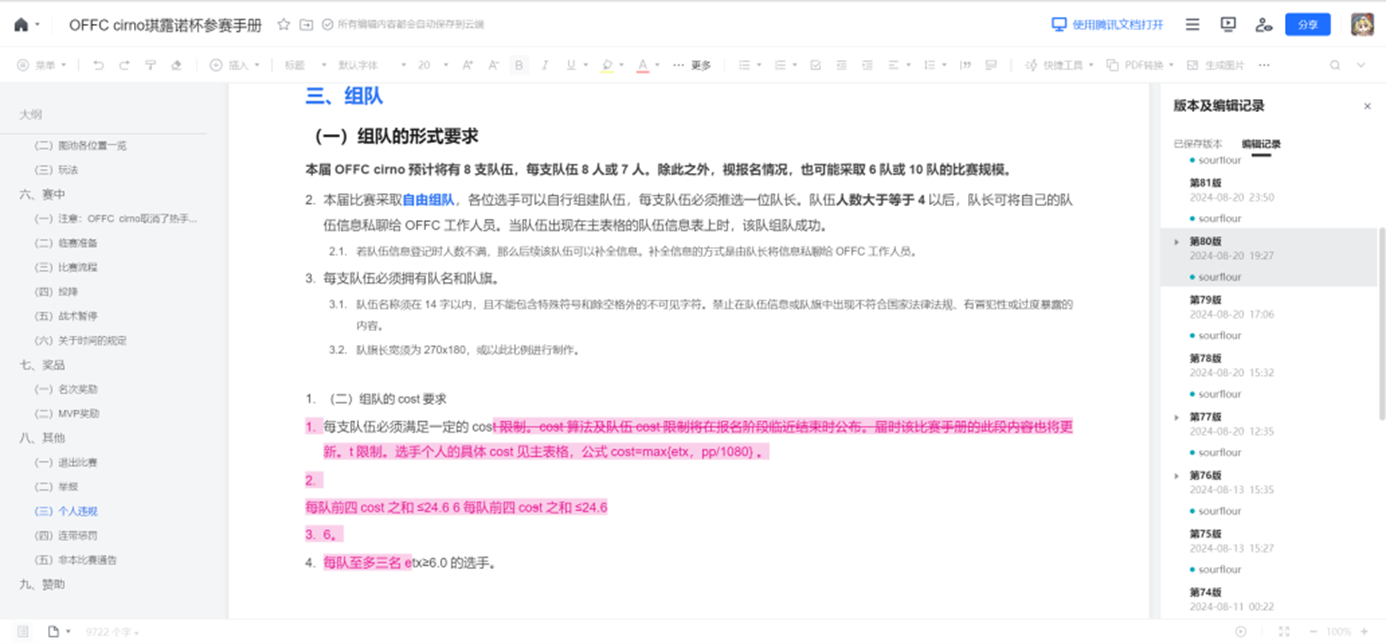 OFFC cirno琪露诺杯参赛手册
所有编辑内容都会自动保存到云端
使用腾讯文档打开
分享
菜单
插入
标题
默认字体
20
B
I
U
A
更多
快捷工具
PDF转换
生成图片
大纲
（二）图池各位置一览
（三）玩法
六、赛中
（一）注意：OFFC cirno取消了热手...
（二）临赛准备
（三）比赛流程
（四）投降
（五）战术暂停
（六）关于时间的规定
七、奖品
（一）名次奖励
（二）MVP奖励
八、其他
（一）退出比赛
（二）举报
（三）个人违规
（四）连带惩罚
（五）非本比赛通告
九、赞助
9722 个字
三、组队
（一）组队的形式要求
本届 OFFC cirno 预计将有 8 支队伍，每支队伍 8 人或 7 人。除此之外，视报名情况，也可能采取 6 队或 10 队的比赛规模。
2. 本届比赛采取自由组队，各位选手可以自行组建队伍，每支队伍必须推选一位队长。队伍人数大于等于 4 以后，队长可将自己的队
伍信息私聊给 OFFC 工作人员。当队伍出现在主表格的队伍信息表上时，该队组队成功。
2.1. 若队伍信息登记时人数不满，那么后续该队伍可以补全信息。补全信息的方式是由队长将信息私聊给 OFFC 工作人员。
3. 每支队伍必须拥有队名和队旗。
3.1. 队伍名称须在 14 字以内，且不能包含特殊符号和除空格外的不可见字符。禁止在队伍信息或队旗中出现不符合国家法律法规、有冒犯性或过度暴露的
内容。
3.2. 队旗长宽须为 270x180，或以此比例进行制作。
1. （二）组队的 cost 要求
1. 每支队伍必须满足一定的 cost 限制。cost 算法及队伍 cost 限制将在报名阶段临近结束时公布。届时该比赛手册的此段内容也将更
新。t 限制。选手个人的具体 cost 见主表格，公式 cost=max{etx，pp/1080} 。
2.
每队前四 cost 之和 ≤24.6 6 每队前四 cost 之和 ≤24.6
3. 6。
4. 每队至多三名 etx≥6.0 的选手。
版本及编辑记录
已保存版本
编辑记录
sourflour
第81版
2024-08-20 23:50
sourflour
第80版
2024-08-20 19:27
sourflour
第79版
2024-08-20 17:06
sourflour
第78版
2024-08-20 15:32
sourflour
第77版
2024-08-20 12:35
sourflour
第76版
2024-08-13 15:35
sourflour
第75版
2024-08-13 15:27
sourflour
第74版
2024-08-11 00:22
100%